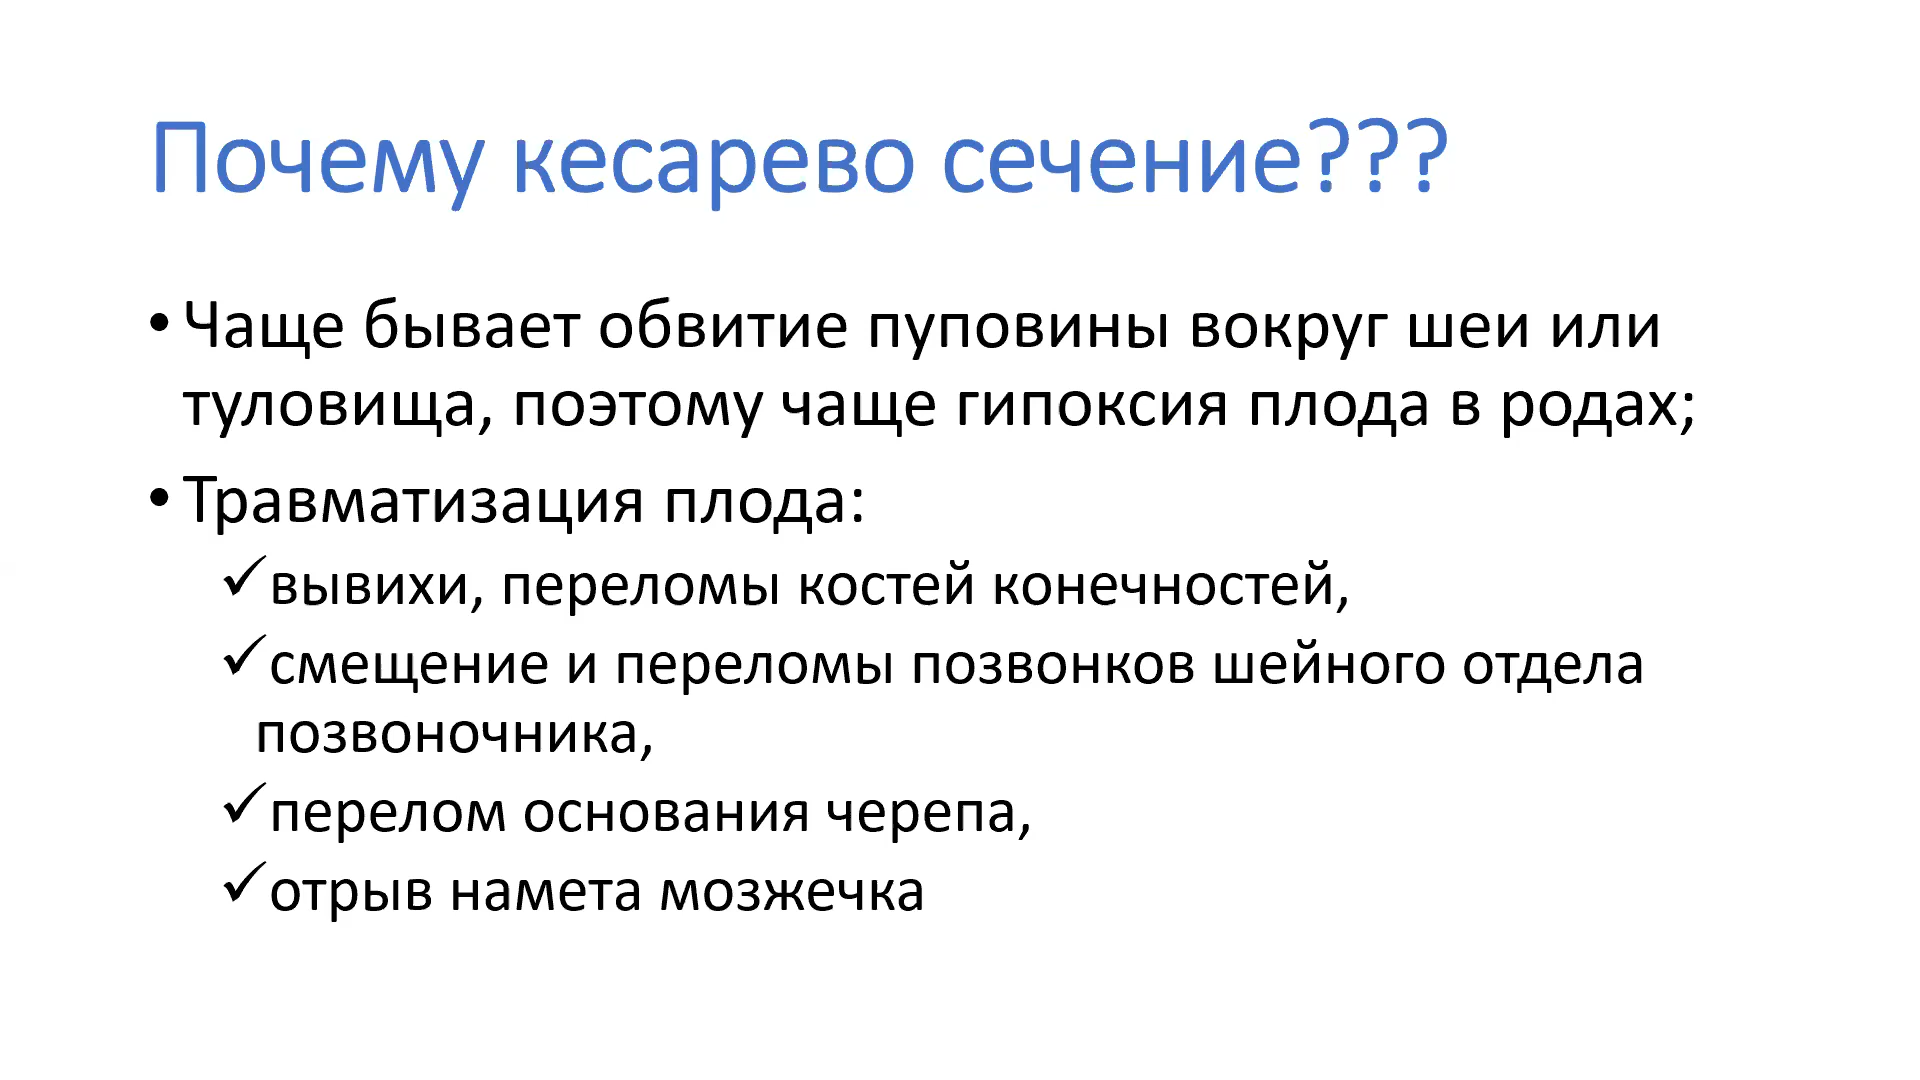 Почему кесарево сечение???
• Чаще бывает обвитие пуповины вокруг шеи или
туловища, поэтому чаще гипоксия плода в родах;
• Травматизация плода:
✓вывихи, переломы костей конечностей,
✓смещение и переломы позвонков шейного отдела
позвоночника,
✓перелом основания черепа,
✓отрыв намета мозжечка